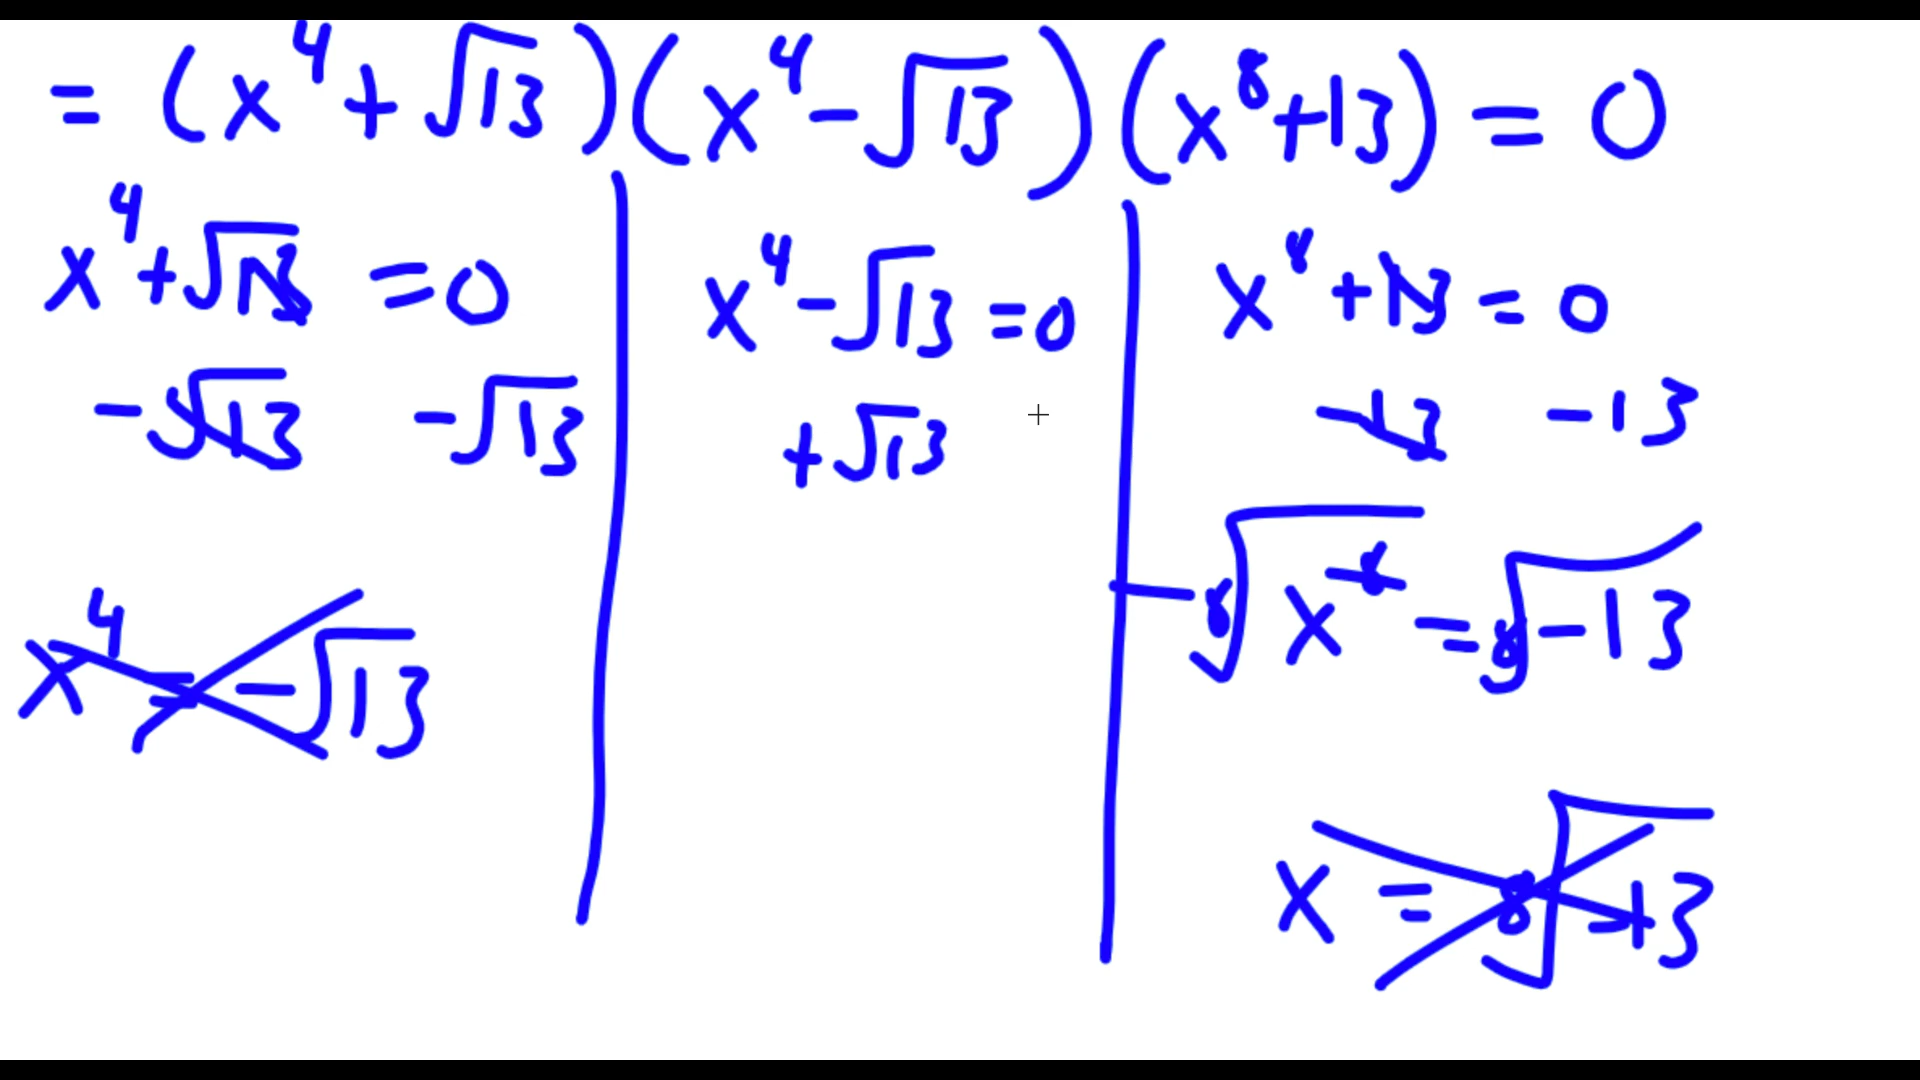 = (x⁴ + √13)(x⁴ - √13)(x⁸ + 13) = 0
x⁴ + √13 = 0
- √13 - √13
x⁴ = - √13
x⁴ - √13 = 0
+ √13
x⁸ + 13 = 0
- 13 - 13
⁸√x⁸ = ⁸√-13
x = ⁸√-13